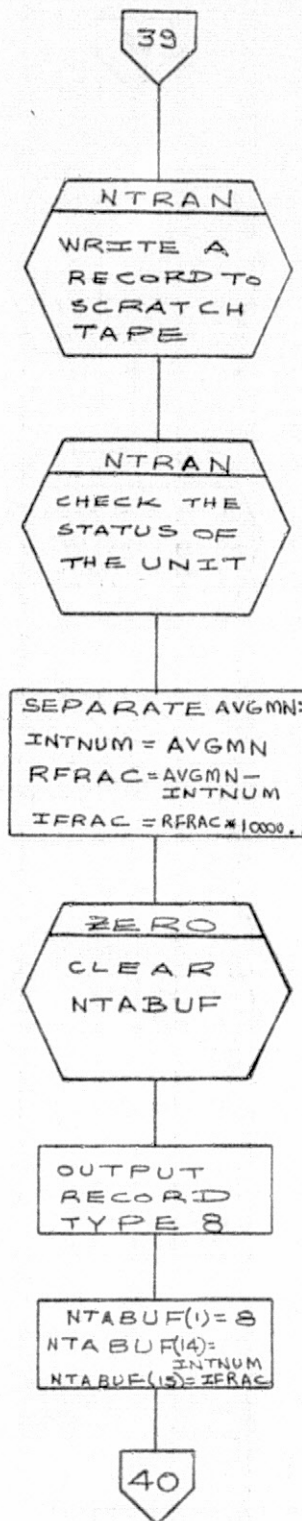 39
NTRAN
WRITE A
RECORD TO
SCRATCH
TAPE
NTRAN
CHECK THE
STATUS OF
THE UNIT
SEPARATE AVGMN:
INTNUM = AVGMN
RFRAC = AVGMN -
INTNUM
IFRAC = RFRAC * 10000.
ZERO
CLEAR
NTABUF
OUTPUT
RECORD
TYPE 8
NTABUF(1) = 8
NTABUF(14) =
INTNUM
NTABUF(15) = IFRAC
40